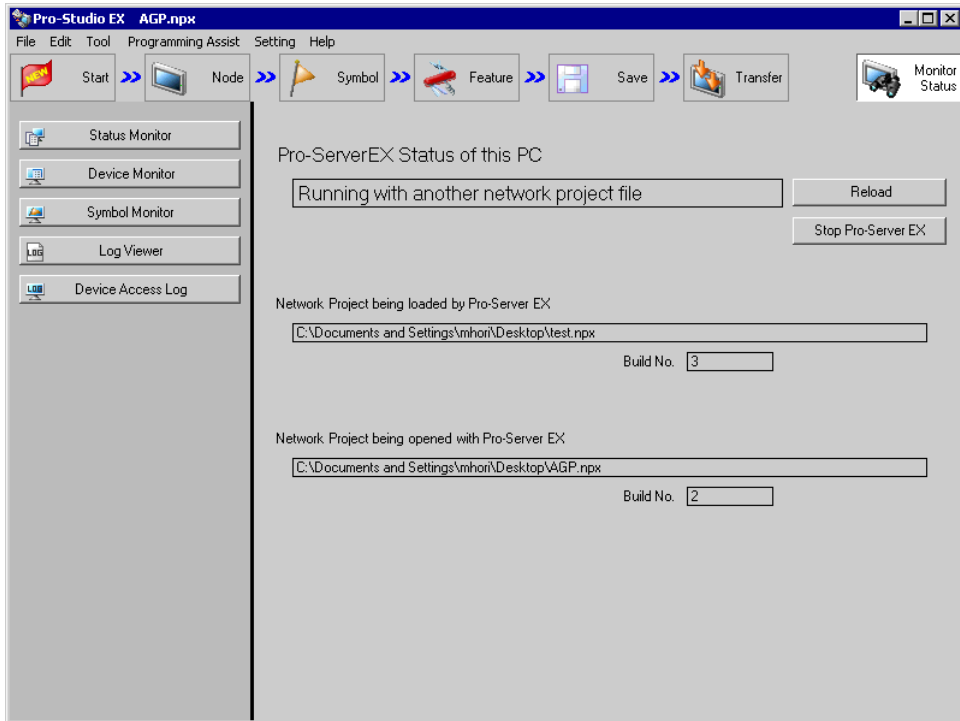 Pro-Studio EX AGP.npx
File Edit Tool Programming Assist Setting Help
NEW Start Node Symbol Feature Save Transfer Monitor Status
Status Monitor
Device Monitor
Symbol Monitor
LOG Log Viewer
LOG Device Access Log
Pro-ServerEX Status of this PC
Running with another network project file
Reload
Stop Pro-Server EX
Network Project being loaded by Pro-Server EX
C:\Documents and Settings\mhori\Desktop\test.npx
Build No. 3
Network Project being opened with Pro-Server EX
C:\Documents and Settings\mhori\Desktop\AGP.npx
Build No. 2